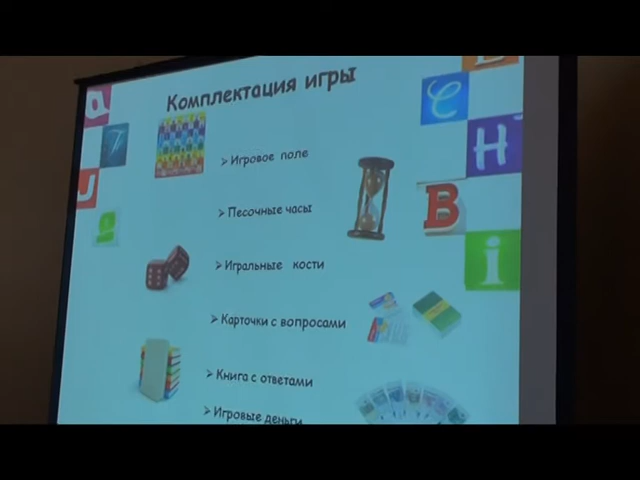 Комплектация игры
Игровое поле
Песочные часы
Игральные кости
Карточки с вопросами
Книга с ответами
Игровые деньги
a
u
C
H
B
i